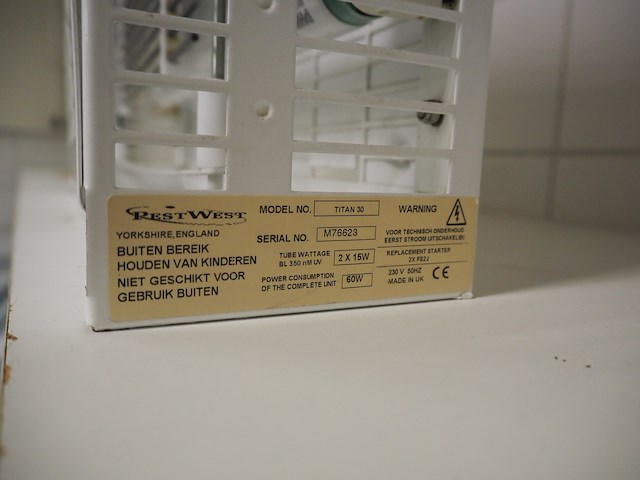 PESTWEST
YORKSHIRE, ENGLAND
BUITEN BEREIK
HOUDEN VAN KINDEREN
NIET GESCHIKT VOOR
GEBRUIK BUITEN
MODEL NO. TITAN 30
SERIAL NO. M76623
TUBE WATTAGE
BL 350 nM UV 2 X 15W
POWER CONSUMPTION
OF THE COMPLETE UNIT 60W
WARNING
VOOR TECHNISCH ONDERHOUD
EERST STROOM UITSCHAKELEN
REPLACEMENT STARTER
2X FS22
230 V 50HZ
MADE IN UK CE